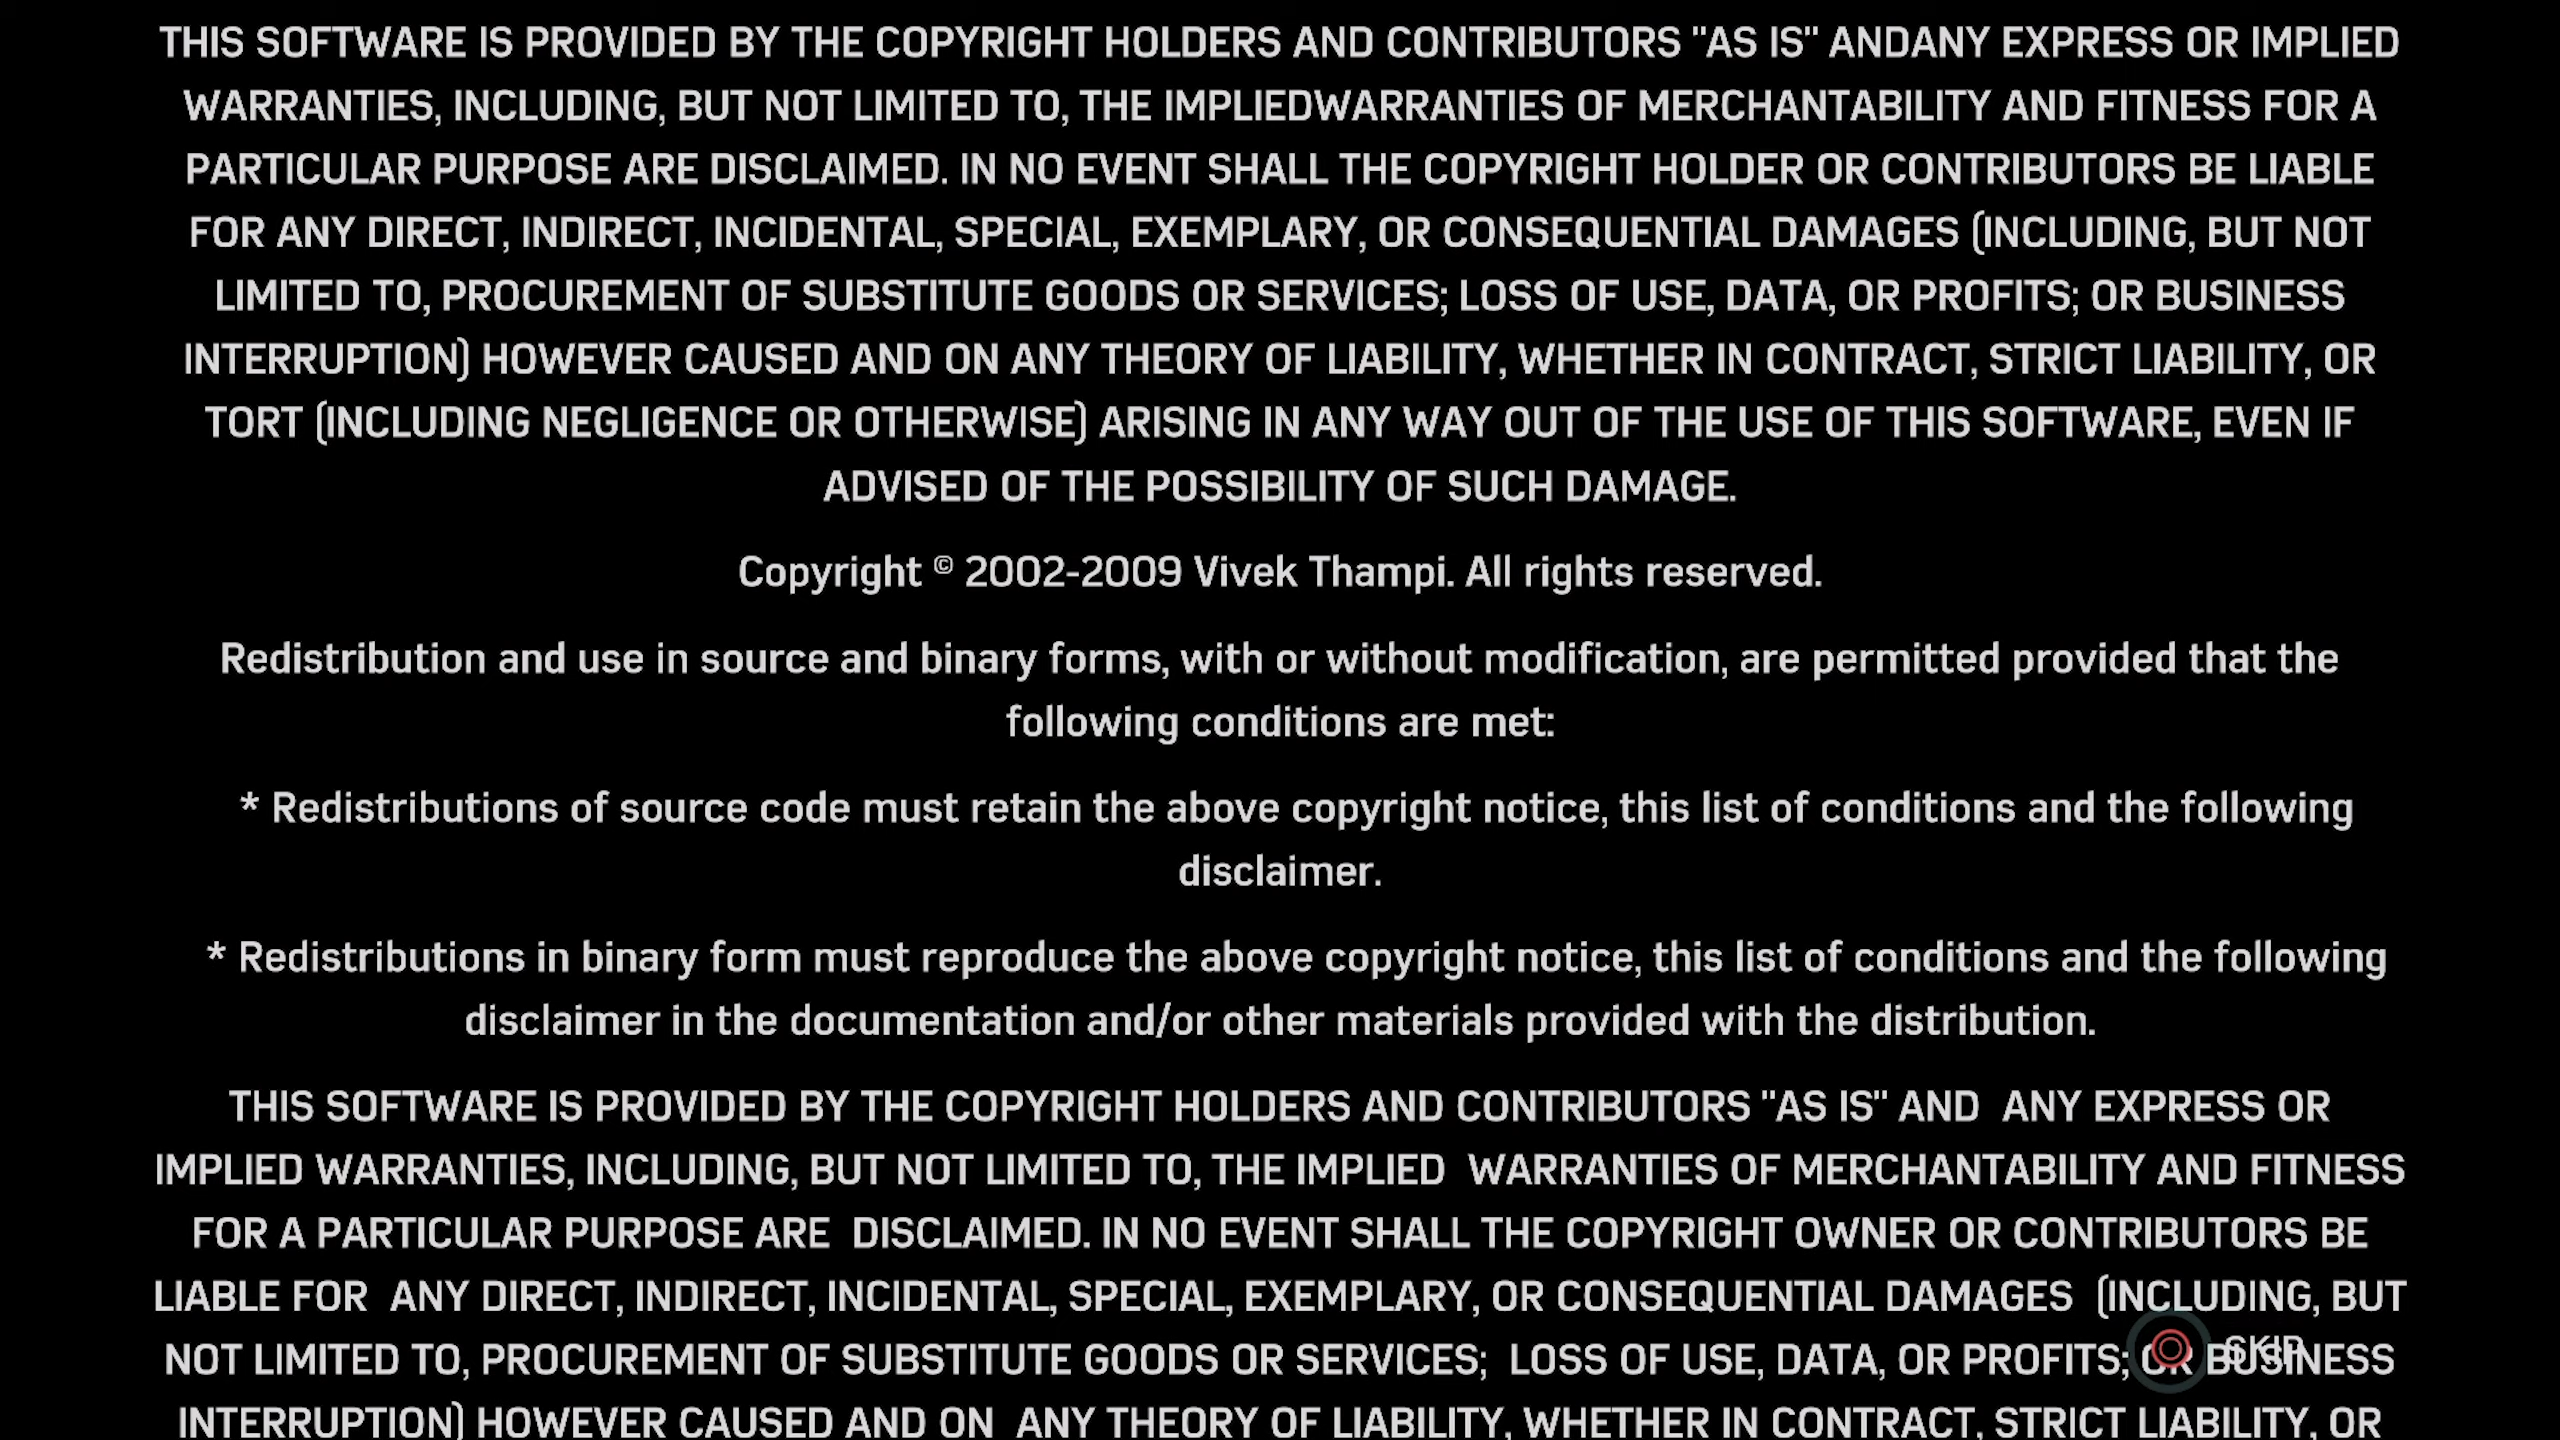 THIS SOFTWARE IS PROVIDED BY THE COPYRIGHT HOLDERS AND CONTRIBUTORS "AS IS" ANDANY EXPRESS OR IMPLIED
WARRANTIES, INCLUDING, BUT NOT LIMITED TO, THE IMPLIEDWARRANTIES OF MERCHANTABILITY AND FITNESS FOR A
PARTICULAR PURPOSE ARE DISCLAIMED. IN NO EVENT SHALL THE COPYRIGHT HOLDER OR CONTRIBUTORS BE LIABLE
FOR ANY DIRECT, INDIRECT, INCIDENTAL, SPECIAL, EXEMPLARY, OR CONSEQUENTIAL DAMAGES (INCLUDING, BUT NOT
LIMITED TO, PROCUREMENT OF SUBSTITUTE GOODS OR SERVICES; LOSS OF USE, DATA, OR PROFITS; OR BUSINESS
INTERRUPTION) HOWEVER CAUSED AND ON ANY THEORY OF LIABILITY, WHETHER IN CONTRACT, STRICT LIABILITY, OR
TORT (INCLUDING NEGLIGENCE OR OTHERWISE) ARISING IN ANY WAY OUT OF THE USE OF THIS SOFTWARE, EVEN IF
ADVISED OF THE POSSIBILITY OF SUCH DAMAGE.
Copyright © 2002-2009 Vivek Thampi. All rights reserved.
Redistribution and use in source and binary forms, with or without modification, are permitted provided that the
following conditions are met:
* Redistributions of source code must retain the above copyright notice, this list of conditions and the following
disclaimer.
* Redistributions in binary form must reproduce the above copyright notice, this list of conditions and the following
disclaimer in the documentation and/or other materials provided with the distribution.
THIS SOFTWARE IS PROVIDED BY THE COPYRIGHT HOLDERS AND CONTRIBUTORS "AS IS" AND  ANY EXPRESS OR
IMPLIED WARRANTIES, INCLUDING, BUT NOT LIMITED TO, THE IMPLIED  WARRANTIES OF MERCHANTABILITY AND FITNESS
FOR A PARTICULAR PURPOSE ARE  DISCLAIMED. IN NO EVENT SHALL THE COPYRIGHT OWNER OR CONTRIBUTORS BE
LIABLE FOR  ANY DIRECT, INDIRECT, INCIDENTAL, SPECIAL, EXEMPLARY, OR CONSEQUENTIAL DAMAGES  (INCLUDING, BUT
NOT LIMITED TO, PROCUREMENT OF SUBSTITUTE GOODS OR SERVICES;  LOSS OF USE, DATA, OR PROFITS; OR BUSINESS
SKIP
INTERRUPTION) HOWEVER CAUSED AND ON  ANY THEORY OF LIABILITY, WHETHER IN CONTRACT, STRICT LIABILITY, OR